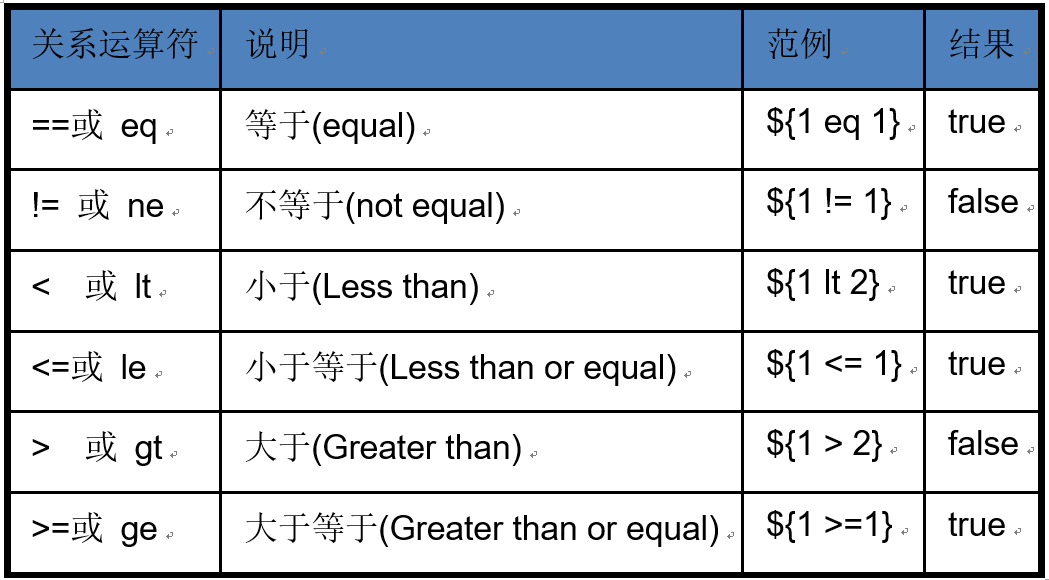 关系运算符 说明 范例 结果
==或 eq 等于(equal) ${1 eq 1} true
!= 或 ne 不等于(not equal) ${1 != 1} false
< 或 lt 小于(Less than) ${1 lt 2} true
<=或 le 小于等于(Less than or equal) ${1 <= 1} true
> 或 gt 大于(Greater than) ${1 > 2} false
>=或 ge 大于等于(Greater than or equal) ${1 >=1} true